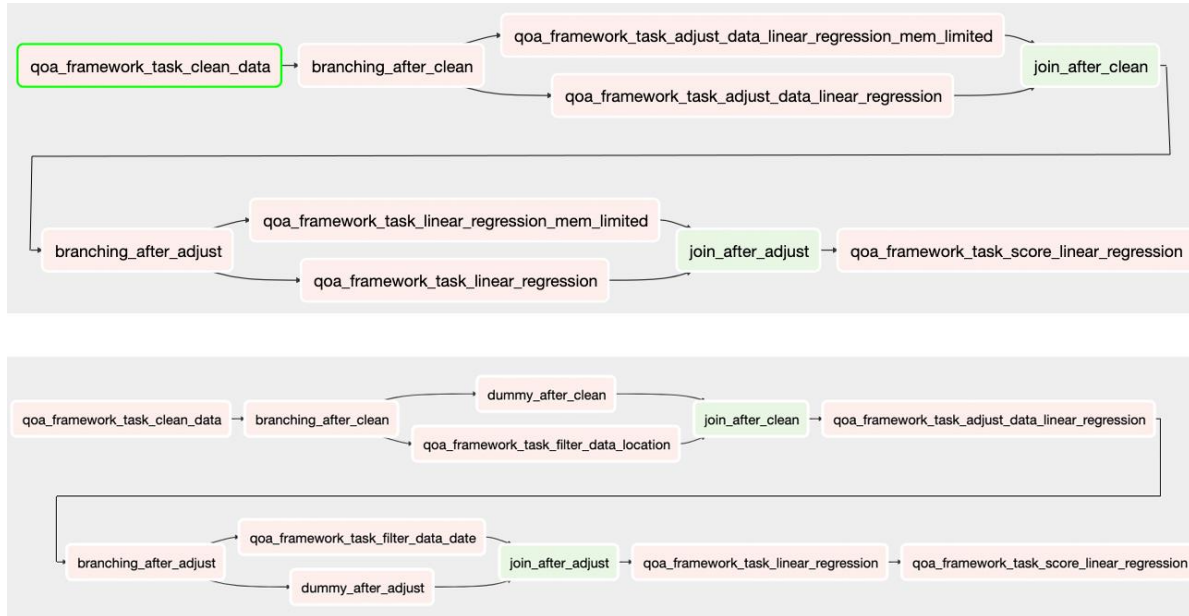 qoa_framework_task_adjust_data_linear_regression_mem_limited
qoa_framework_task_clean_data
branching_after_clean
join_after_clean
qoa_framework_task_adjust_data_linear_regression
qoa_framework_task_linear_regression_mem_limited
branching_after_adjust
join_after_adjust
qoa_framework_task_score_linear_regression
qoa_framework_task_linear_regression
dummy_after_clean
qoa_framework_task_clean_data
branching_after_clean
join_after_clean
qoa_framework_task_adjust_data_linear_regression
qoa_framework_task_filter_data_location
qoa_framework_task_filter_data_date
branching_after_adjust
join_after_adjust
qoa_framework_task_linear_regression
qoa_framework_task_score_linear_regression
dummy_after_adjust